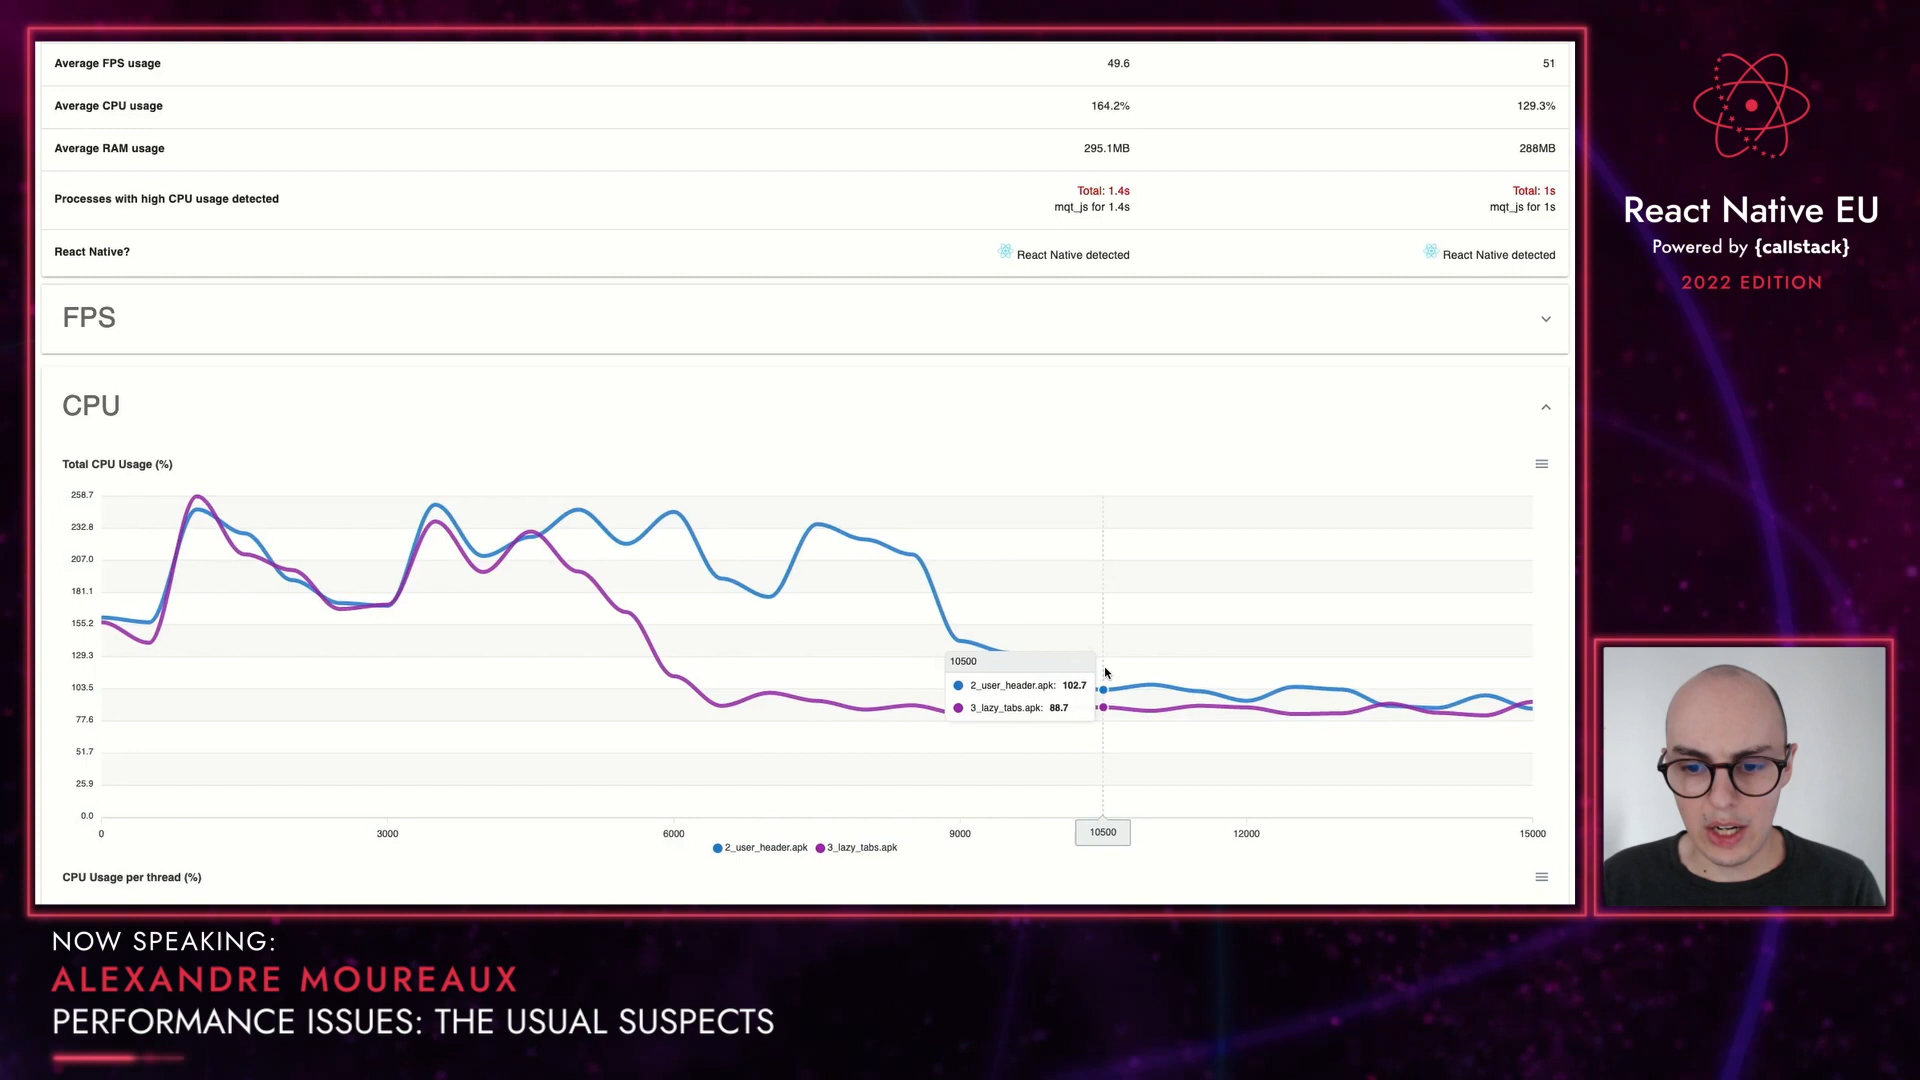 Average FPS usage 49.6 51
Average CPU usage 164.2% 129.3%
Average RAM usage 295.1MB 288MB
Processes with high CPU usage detected
Total: 1.4s
mqt_js for 1.4s
Total: 1s
mqt_js for 1s
React Native? React Native detected React Native detected
FPS
CPU
Total CPU Usage (%)
258.7
232.8
207.0
181.1
155.2
129.3
103.5
77.6
51.7
25.9
0.0
10500
2_user_header.apk: 102.7
3_lazy_tabs.apk: 88.7
0 3000 6000 9000 10500 12000 15000
2_user_header.apk 3_lazy_tabs.apk
CPU Usage per thread (%)
React Native EU
Powered by {callstack}
2022 EDITION
NOW SPEAKING:
ALEXANDRE MOUREAUX
PERFORMANCE ISSUES: THE USUAL SUSPECTS